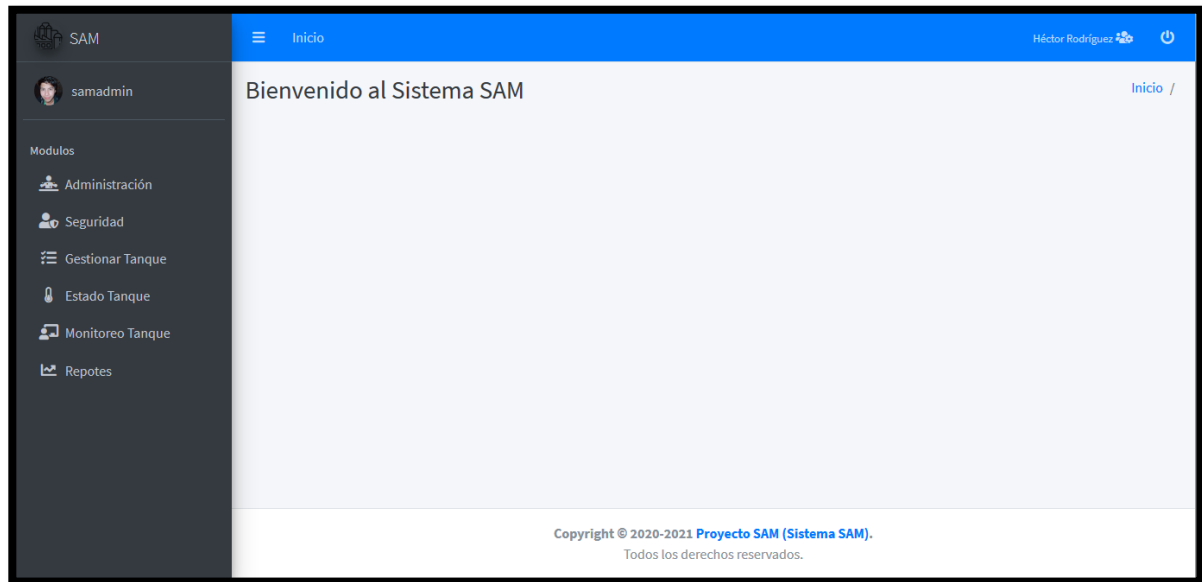 SAM
samadmin
Modulos
Administración
Seguridad
Gestionar Tanque
Estado Tanque
Monitoreo Tanque
Repotes
Inicio
Héctor Rodríguez
Bienvenido al Sistema SAM
Inicio /
Copyright © 2020-2021 Proyecto SAM (Sistema SAM).
Todos los derechos reservados.